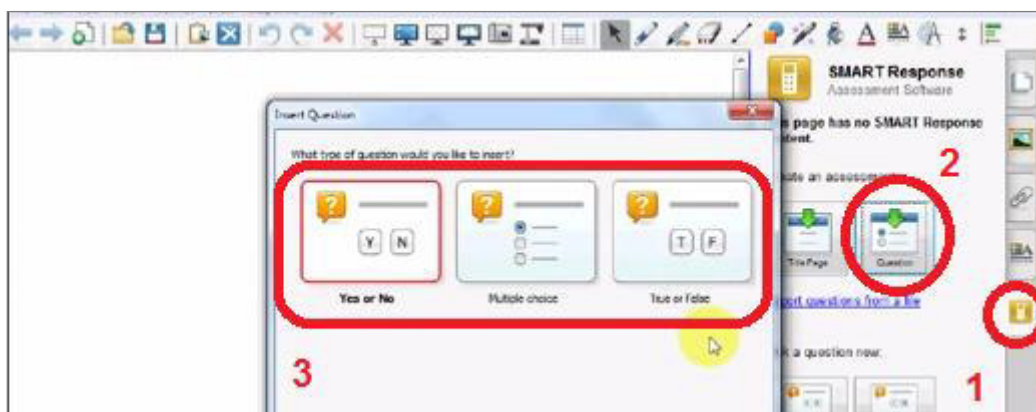 SMART Response
Assessment Software
page has no SMART Response
Insert Question
What type of question would you like to insert?
2
an assessment
Y N
T F
Title Page
Question
Yes or No
Multiple choice
True or False
questions from a file
a question now:
3
1